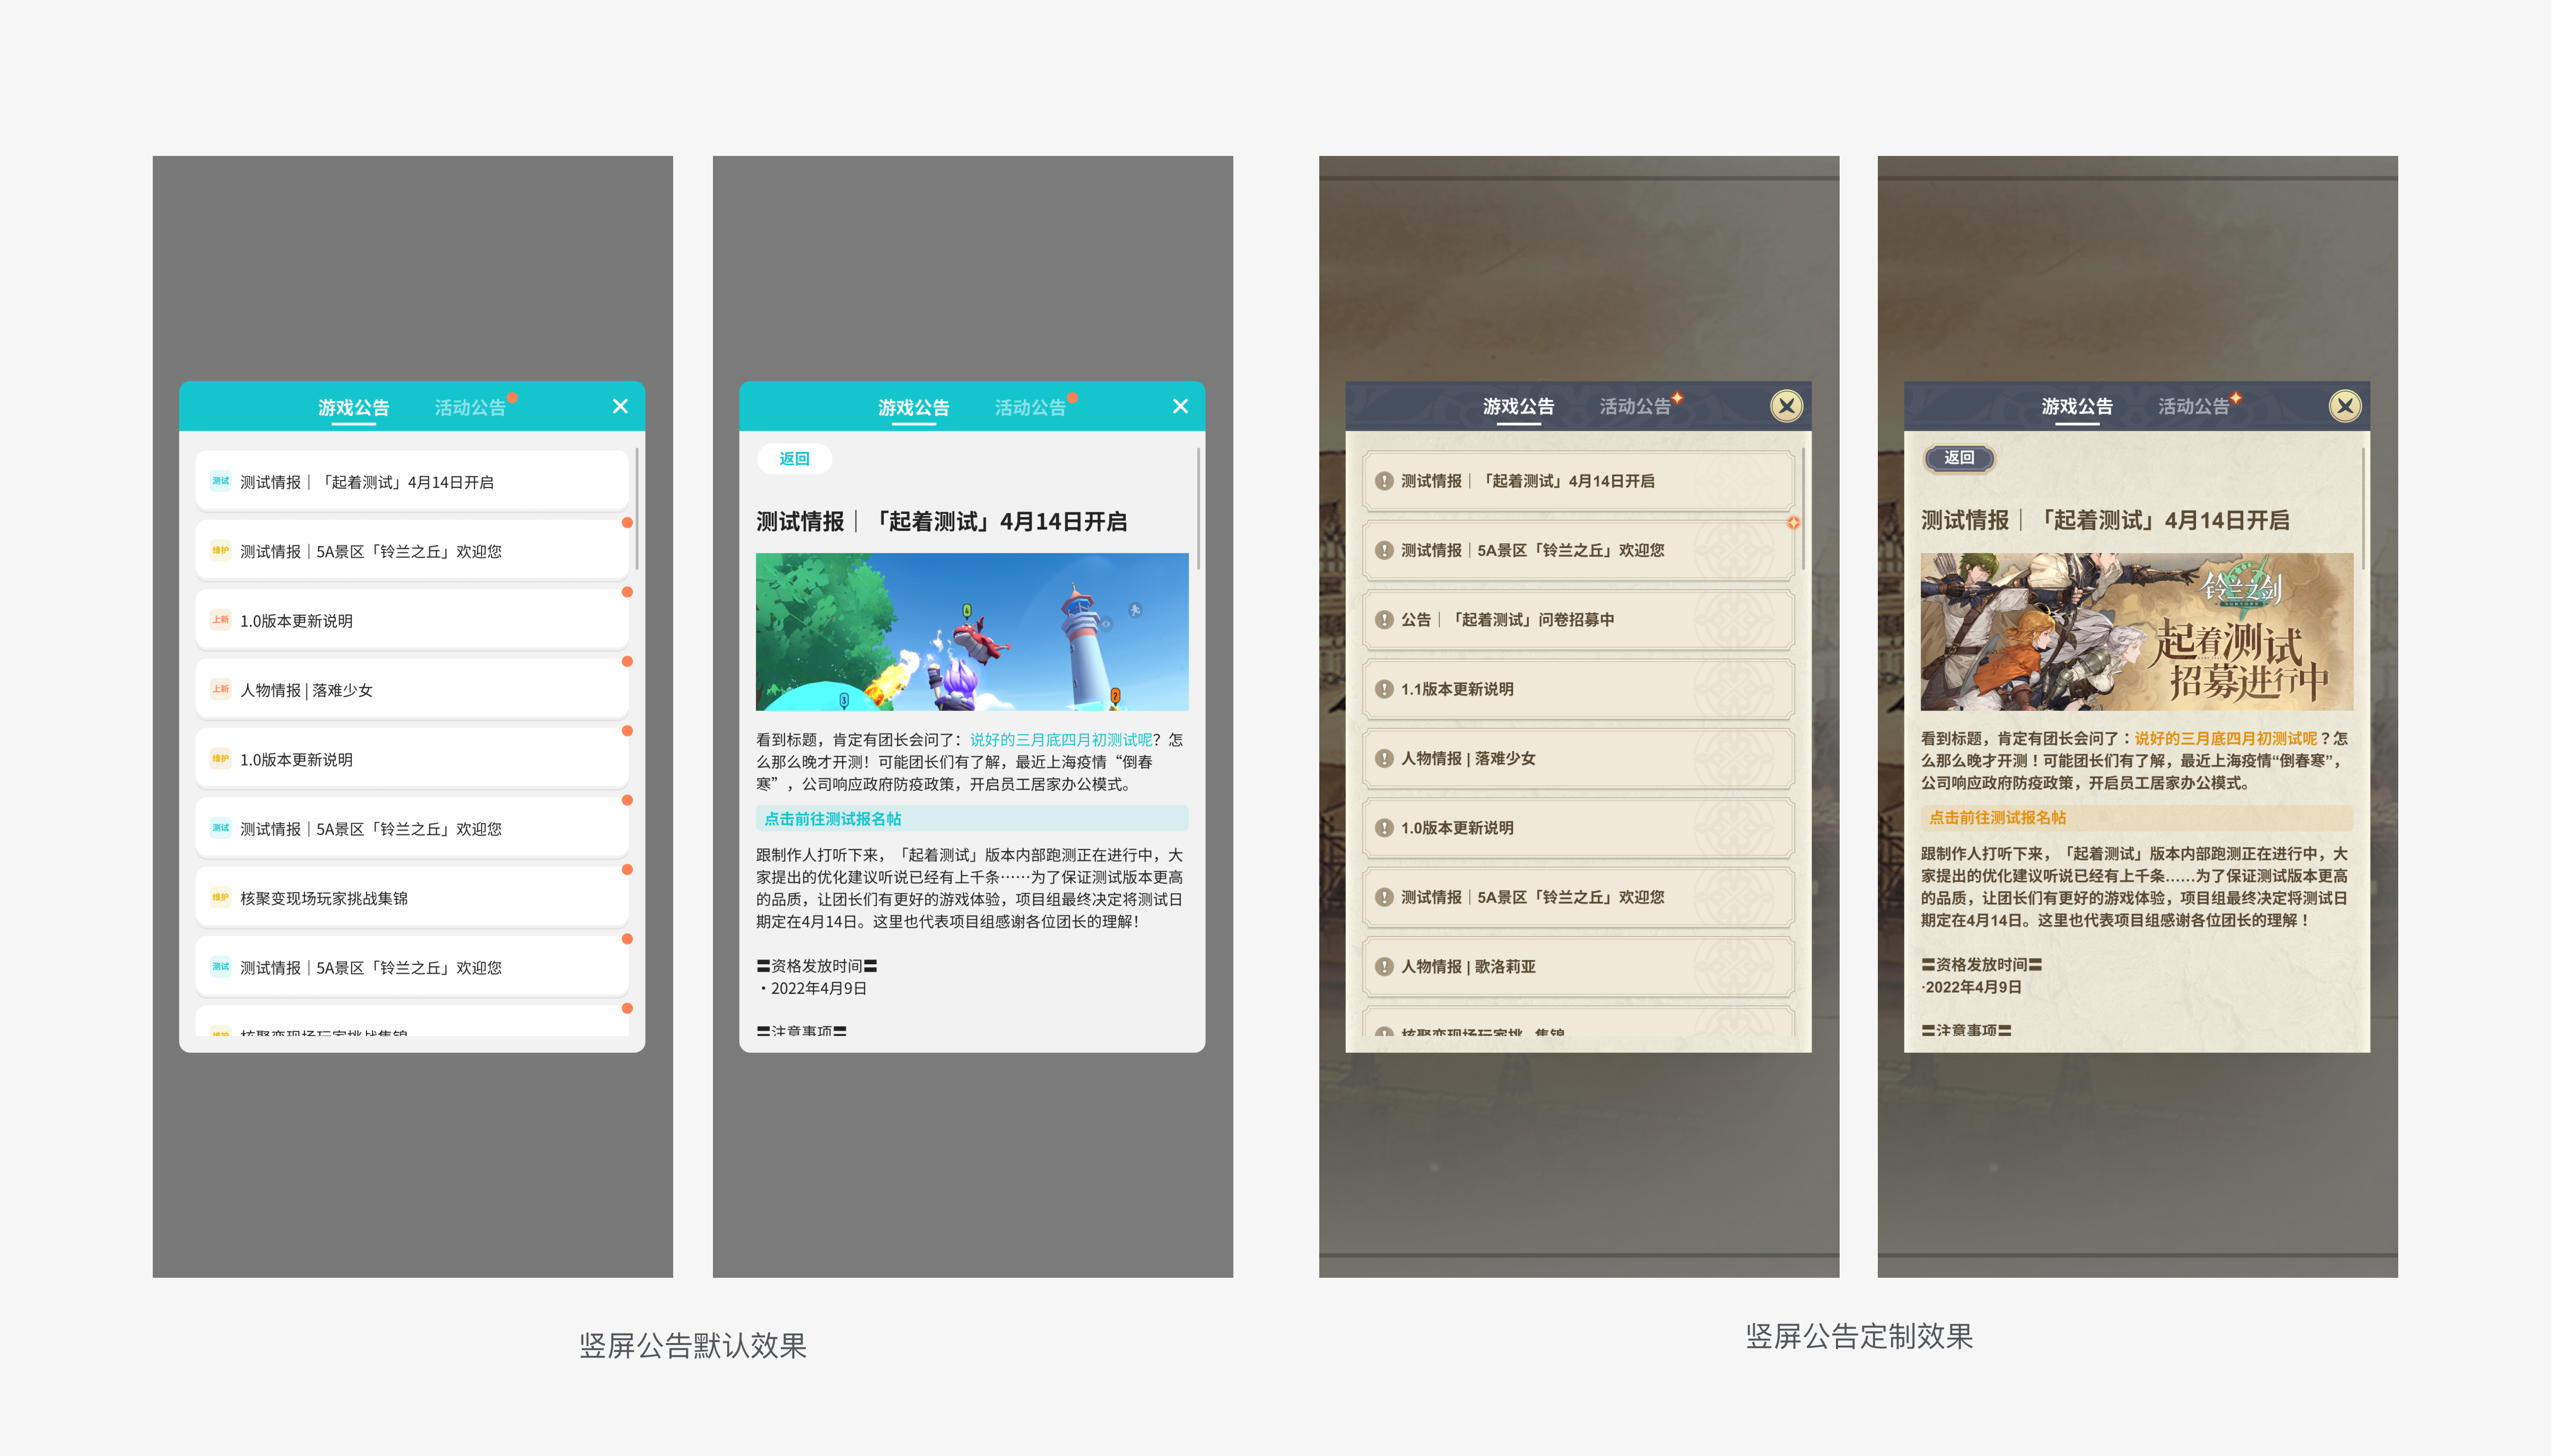 游戏公告
活动公告
测试 测试情报｜「起着测试」4月14日开启
维护 测试情报｜5A景区「铃兰之丘」欢迎您
上新 1.0版本更新说明
上新 人物情报 | 落难少女
维护 1.0版本更新说明
测试 测试情报｜5A景区「铃兰之丘」欢迎您
维护 核聚变现场玩家挑战集锦
测试 测试情报｜5A景区「铃兰之丘」欢迎您
维护 核聚变现场玩家挑战集锦
游戏公告
活动公告
返回
测试情报｜「起着测试」4月14日开启
4
3
2
看到标题，肯定有团长会问了：说好的三月底四月初测试呢？怎
么那么晚才开测！可能团长们有了解，最近上海疫情“倒春
寒”，公司响应政府防疫政策，开启员工居家办公模式。
点击前往测试报名帖
跟制作人打听下来，「起着测试」版本内部跑测正在进行中，大
家提出的优化建议听说已经有上千条……为了保证测试版本更高
的品质，让团长们有更好的游戏体验，项目组最终决定将测试日
期定在4月14日。这里也代表项目组感谢各位团长的理解！
〓资格发放时间〓
・2022年4月9日
〓注意事项〓
竖屏公告默认效果
游戏公告
活动公告
测试情报｜「起着测试」4月14日开启
测试情报｜5A景区「铃兰之丘」欢迎您
公告｜「起着测试」问卷招募中
1.1版本更新说明
人物情报 | 落难少女
1.0版本更新说明
测试情报｜5A景区「铃兰之丘」欢迎您
人物情报 | 歌洛莉亚
核聚变现场玩家挑...集锦
游戏公告
活动公告
返回
测试情报｜「起着测试」4月14日开启
铃兰之剑
起着测试
招募进行中
看到标题，肯定有团长会问了：说好的三月底四月初测试呢？怎
么那么晚才开测！可能团长们有了解，最近上海疫情“倒春寒”，
公司响应政府防疫政策，开启员工居家办公模式。
点击前往测试报名帖
跟制作人打听下来，「起着测试」版本内部跑测正在进行中，大
家提出的优化建议听说已经有上千条……为了保证测试版本更高
的品质，让团长们有更好的游戏体验，项目组最终决定将测试日
期定在4月14日。这里也代表项目组感谢各位团长的理解！
〓资格发放时间〓
·2022年4月9日
〓注意事项〓
竖屏公告定制效果